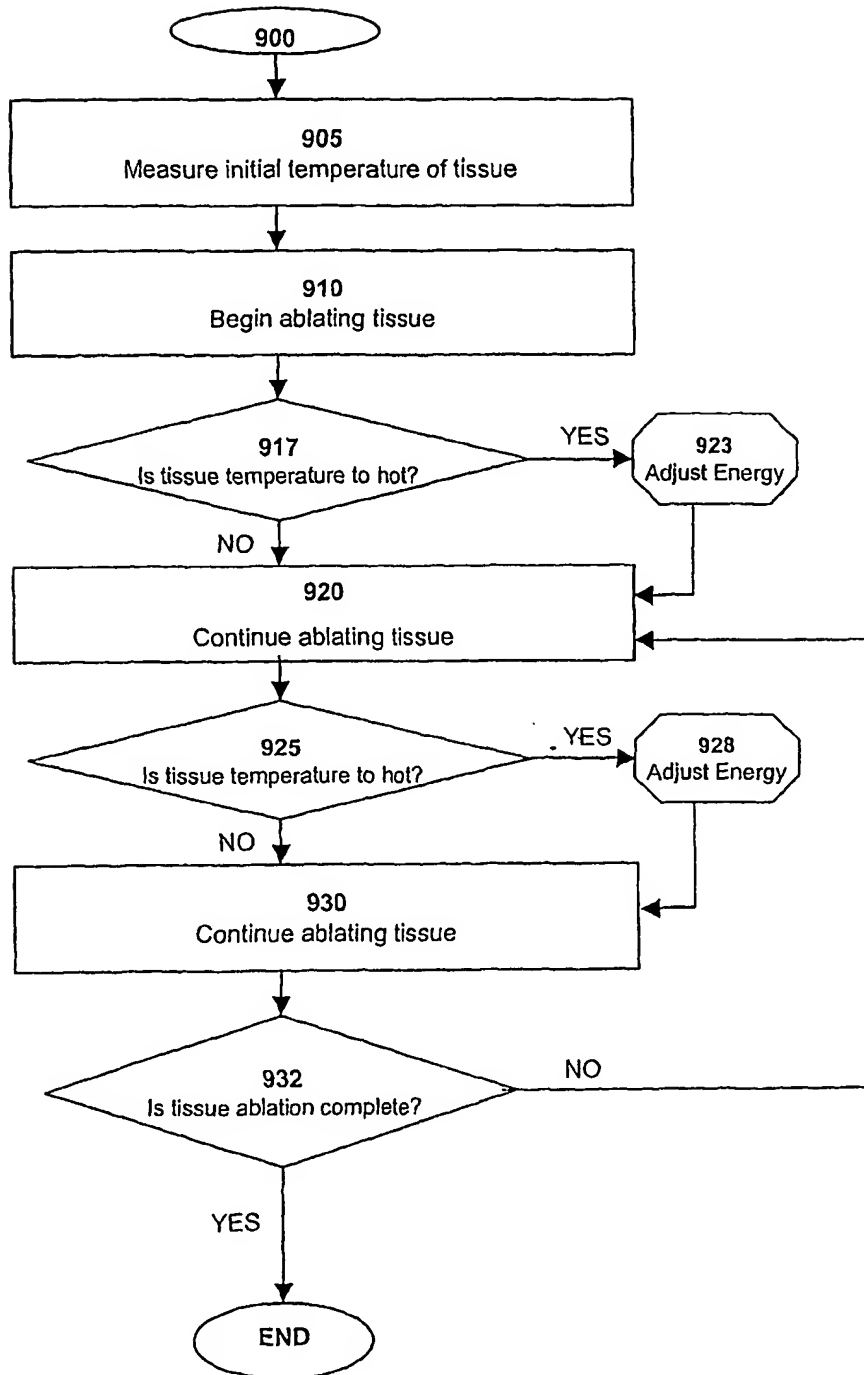 900
905
Measure initial temperature of tissue
910
Begin ablating tissue
917
Is tissue temperature to hot?
YES
923
Adjust Energy
NO
920
Continue ablating tissue
925
Is tissue temperature to hot?
YES
928
Adjust Energy
NO
930
Continue ablating tissue
932
Is tissue ablation complete?
NO
YES
END